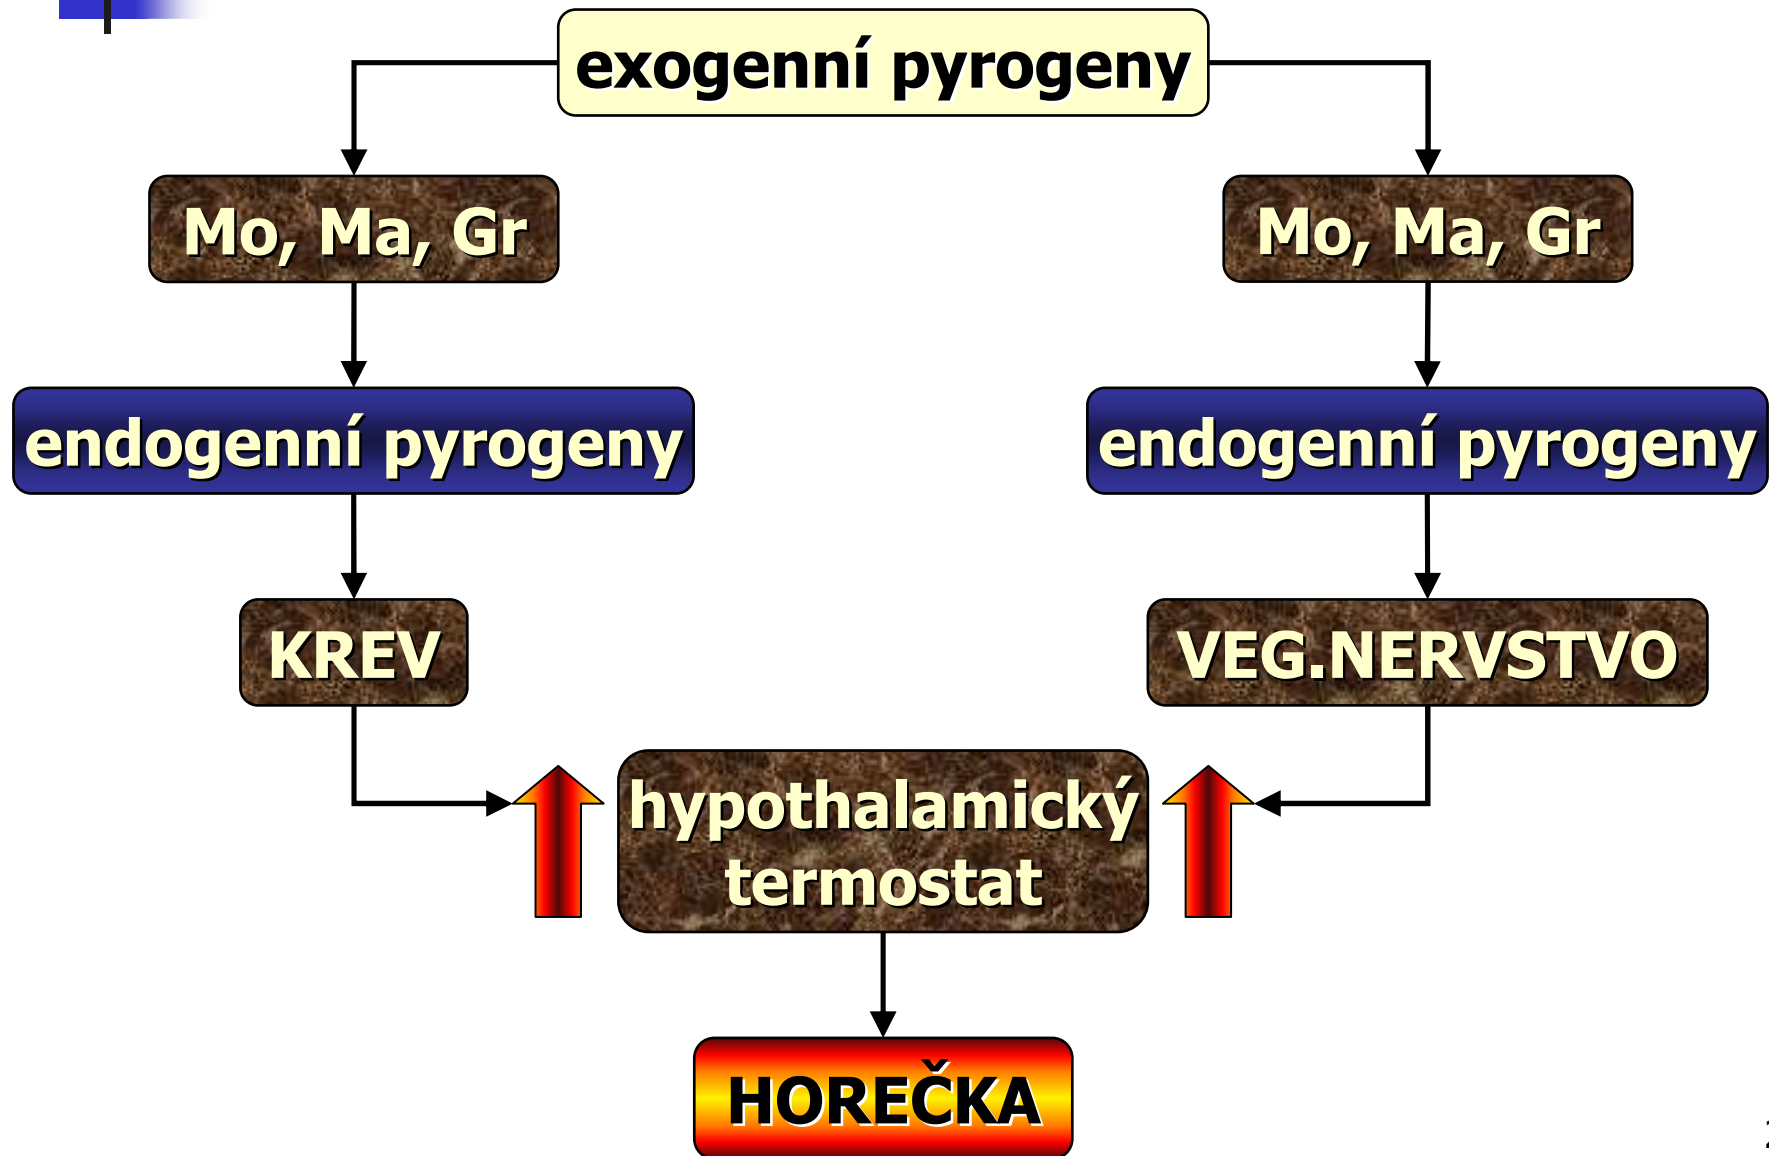 exogenní pyrogeny
Mo, Ma, Gr
Mo, Ma, Gr
endogenní pyrogeny
endogenní pyrogeny
KREV
VEG.NERVSTVO
hypothalamický
termostat
HOREČKA